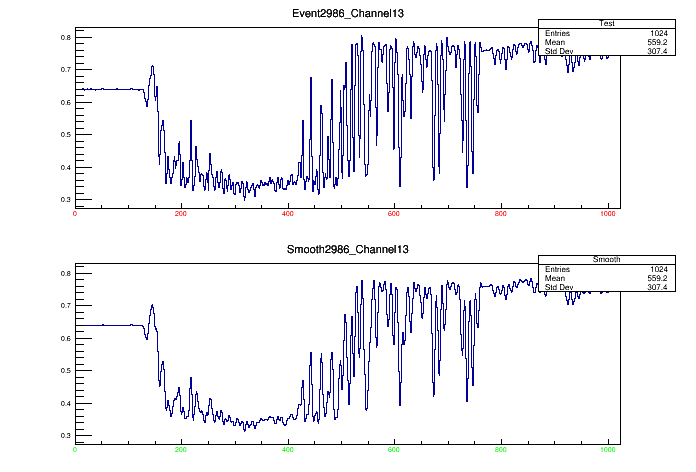 Event2986_Channel13
Test
Entries 1024
Mean 559.2
Std Dev 307.4
0.8
0.7
0.6
0.5
0.4
0.3
0 200 400 600 800 1000
Smooth2986_Channel13
Smooth
Entries 1024
Mean 559.2
Std Dev 307.4
0.8
0.7
0.6
0.5
0.4
0.3
0 200 400 600 800 1000